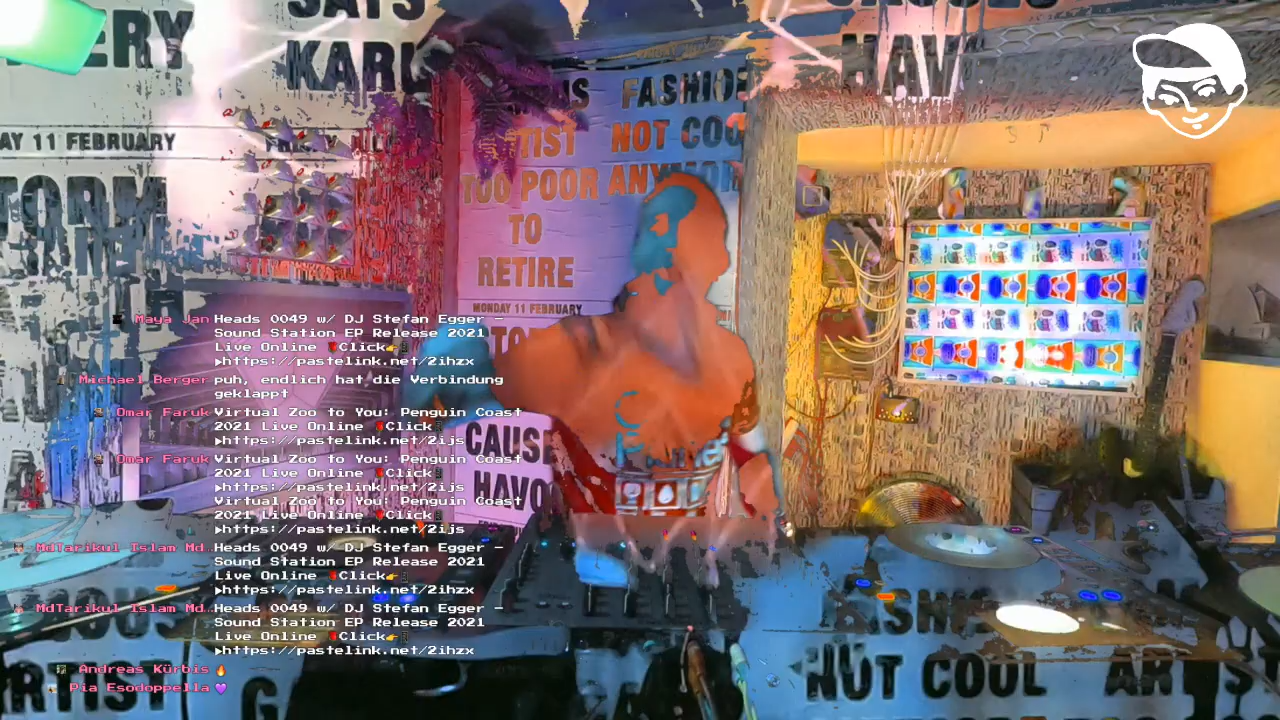 SAYS
KARL
ERY
HAV
AY 11 FEBRUARY
TORM
FASHION
TIST
NOT COO
TOO POOR
TO
RETIRE
MONDAY 11 FEBRUARY
CAUSE
HAVO
Maya Jan Heads 0049 w/ DJ Stefan Egger –
Sound Station EP Release 2021
Live Online 🌹Click👉
▶https://pastelink.net/2ihzx
Michael Berger puh, endlich hat die Verbindung
geklappt
Omar Faruk Virtual Zoo to You: Penguin Coast
2021 Live Online 🌹Click
▶https://pastelink.net/2ijs
Omar Faruk Virtual Zoo to You: Penguin Coast
2021 Live Online 🌹Click
▶https://pastelink.net/2ijs
Virtual Zoo to You: Penguin Coast
2021 Live Online 🌹Click
▶https://pastelink.net/2ijs
MdTarikul Islam Md… Heads 0049 w/ DJ Stefan Egger –
Sound Station EP Release 2021
Live Online 🌹Click👉
▶https://pastelink.net/2ihzx
MdTarikul Islam Md… Heads 0049 w/ DJ Stefan Egger –
Sound Station EP Release 2021
Live Online 🌹Click👉
▶https://pastelink.net/2ihzx
Andreas Kürbis 🔥
Pia Esodoppella 💜
NOT COOL
ARTIST
RTIST